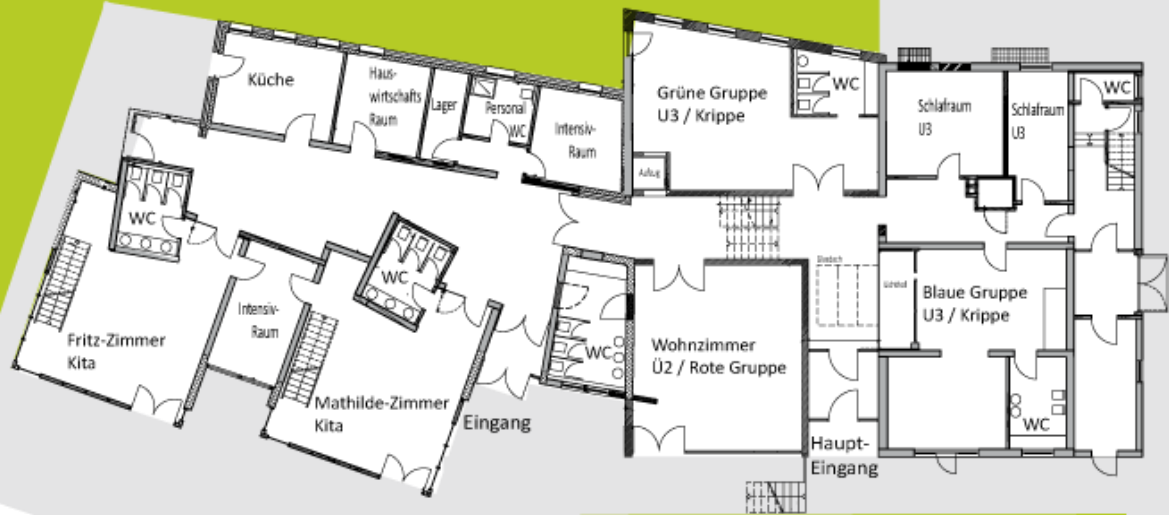 Küche
Haus-
wirtschafts
Raum
Lager
Personal
WC
Intensiv-
Raum
Grüne Gruppe
U3 / Krippe
WC
Aufzug
Schlafraum
U3
Schlafraum
U3
WC
WC
WC
Intensiv-
Raum
Fritz-Zimmer
Kita
Mathilde-Zimmer
Kita
Eingang
WC
Wohnzimmer
Ü2 / Rote Gruppe
Haupt-
Eingang
Blaue Gruppe
U3 / Krippe
WC